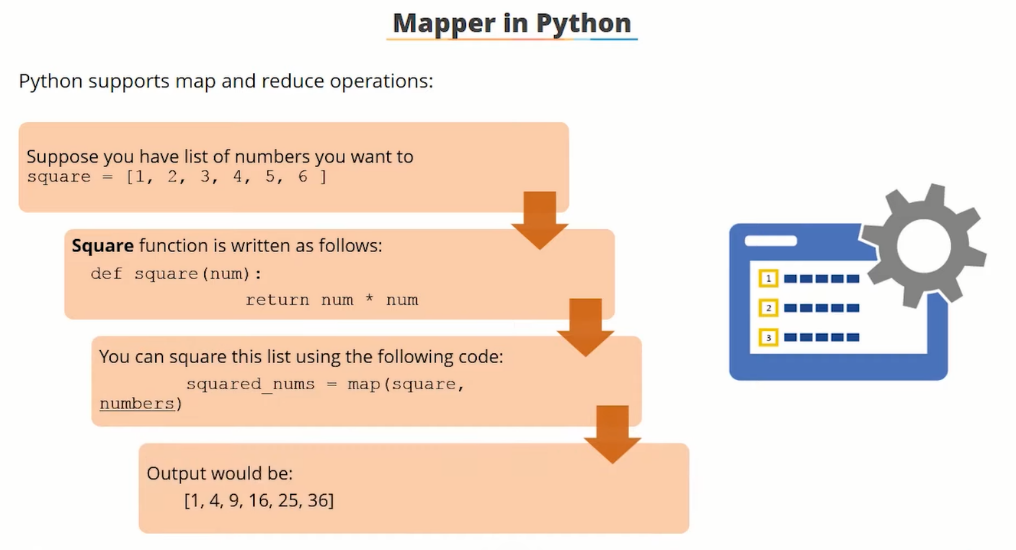 Mapper in Python
Python supports map and reduce operations:
Suppose you have list of numbers you want to
square = [1, 2, 3, 4, 5, 6 ]
Square function is written as follows:
def square(num):
return num * num
You can square this list using the following code:
squared_nums = map(square,
numbers)
Output would be:
[1, 4, 9, 16, 25, 36]
1
2
3